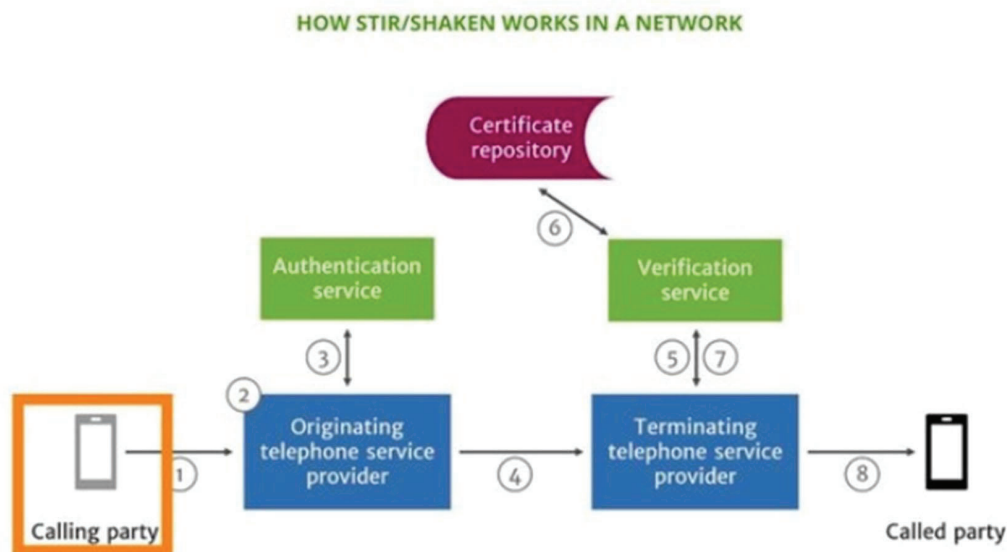 HOW STIR/SHAKEN WORKS IN A NETWORK
Certificate
repository
6
Authentication
service
Verification
service
3
5
7
2
Originating
telephone service
provider
Terminating
telephone service
provider
1
4
8
Calling party
Called party